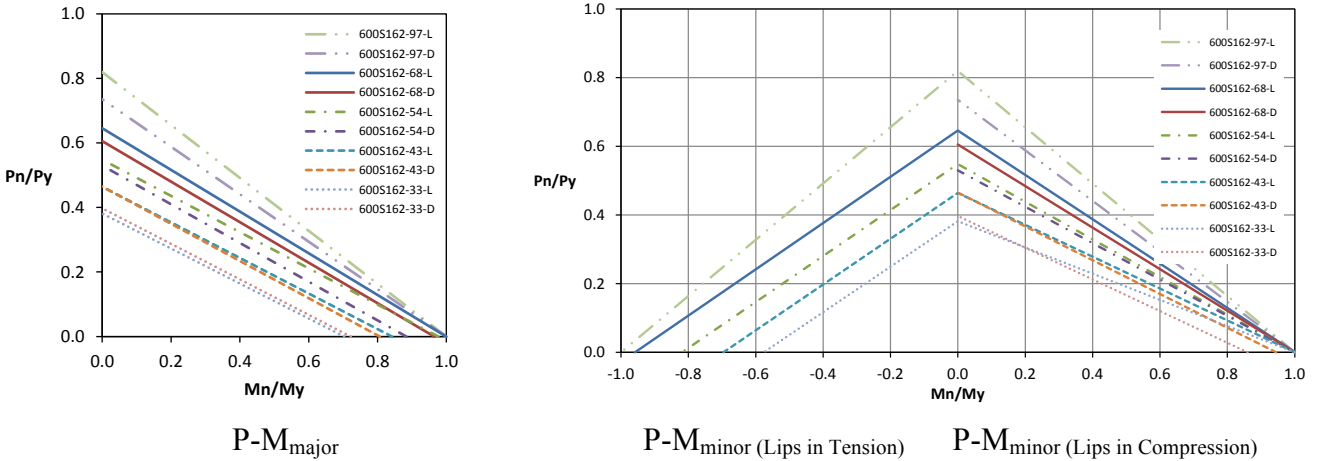 1.0
0.8
0.6
0.4
0.2
0.0
Pn/Py
0.0 0.2 0.4 0.6 0.8 1.0
Mn/My
600S162-97-L
600S162-97-D
600S162-68-L
600S162-68-D
600S162-54-L
600S162-54-D
600S162-43-L
600S162-43-D
600S162-33-L
600S162-33-D
P-Mmajor
1.0
0.8
0.6
0.4
0.2
0.0
Pn/Py
-1.0 -0.8 -0.6 -0.4 -0.2 0.0 0.2 0.4 0.6 0.8 1.0
Mn/My
600S162-97-L
600S162-97-D
600S162-68-L
600S162-68-D
600S162-54-L
600S162-54-D
600S162-43-L
600S162-43-D
600S162-33-L
600S162-33-D
P-Mminor (Lips in Tension) P-Mminor (Lips in Compression)